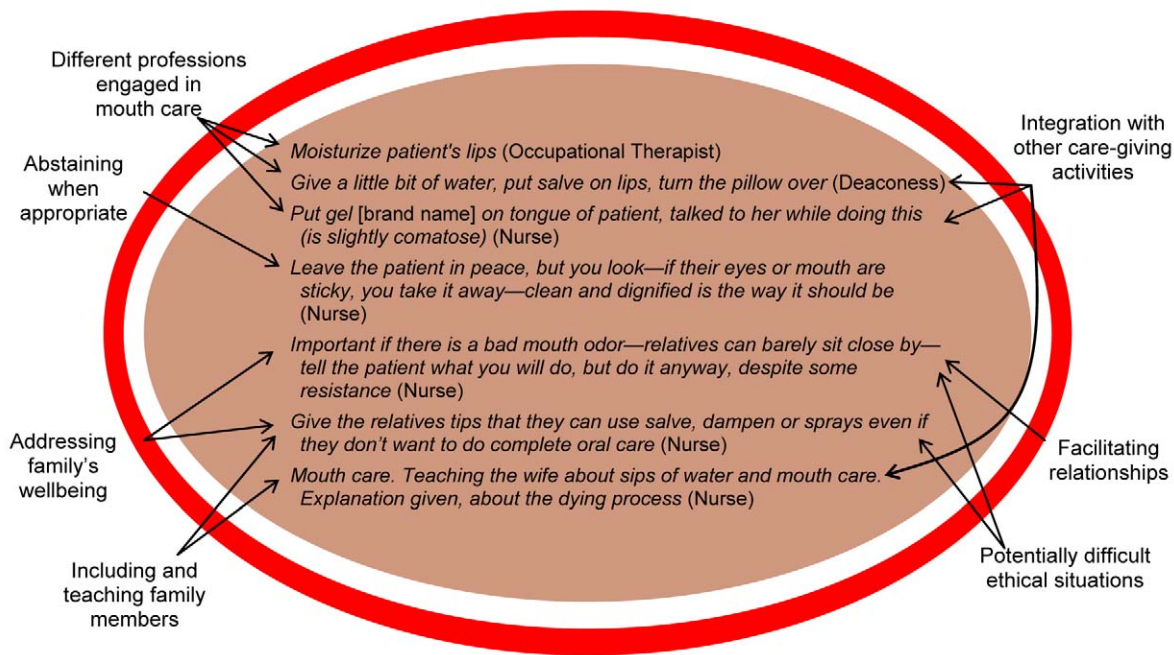 Different professions
engaged in
mouth care
Abstaining
when
appropriate
Addressing
family's
wellbeing
Including and
teaching family
members
Moisturize patient's lips (Occupational Therapist)
Give a little bit of water, put salve on lips, turn the pillow over (Deaconess)
Put gel [brand name] on tongue of patient, talked to her while doing this
(is slightly comatose) (Nurse)
Leave the patient in peace, but you look—if their eyes or mouth are
sticky, you take it away—clean and dignified is the way it should be
(Nurse)
Important if there is a bad mouth odor—relatives can barely sit close by—
tell the patient what you will do, but do it anyway, despite some
resistance (Nurse)
Give the relatives tips that they can use salve, dampen or sprays even if
they don't want to do complete oral care (Nurse)
Mouth care. Teaching the wife about sips of water and mouth care.
Explanation given, about the dying process (Nurse)
Integration with
other care-giving
activities
Facilitating
relationships
Potentially difficult
ethical situations